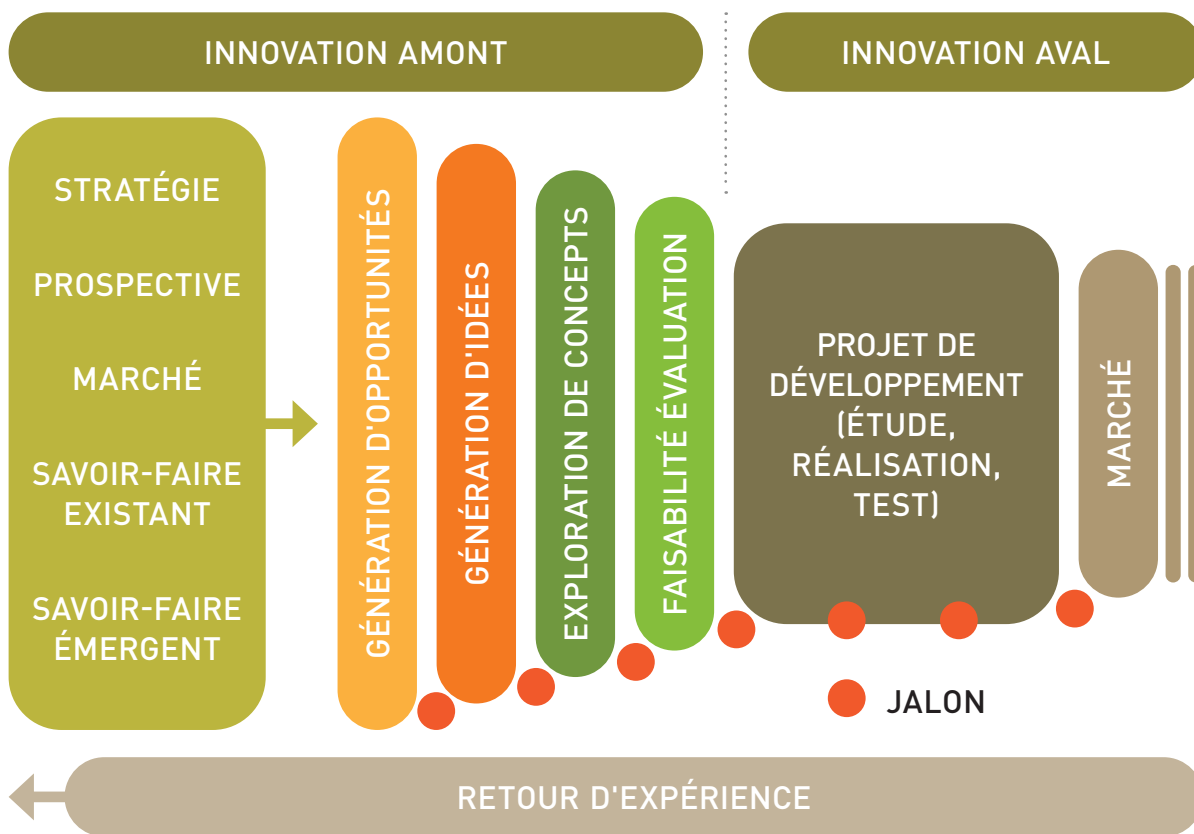 INNOVATION AMONT
INNOVATION AVAL
STRATÉGIE
PROSPECTIVE
MARCHÉ
SAVOIR-FAIRE
EXISTANT
SAVOIR-FAIRE
ÉMERGENT
GÉNÉRATION D'OPPORTUNITÉS
GÉNÉRATION D'IDÉES
EXPLORATION DE CONCEPTS
FAISABILITÉ ÉVALUATION
PROJET DE
DÉVELOPPEMENT
(ÉTUDE,
RÉALISATION,
TEST)
MARCHÉ
JALON
RETOUR D'EXPÉRIENCE